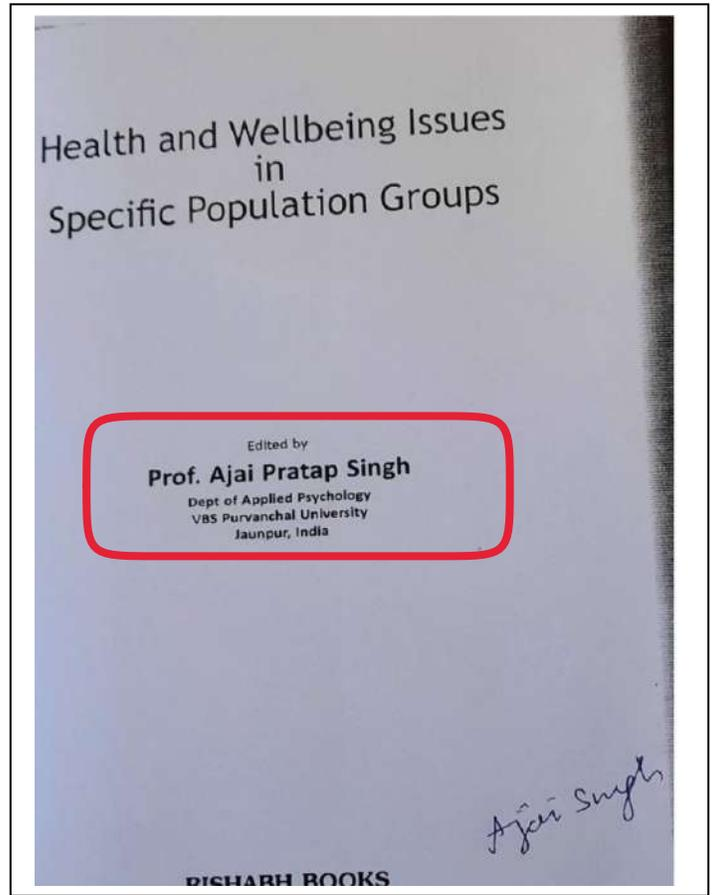 Health and Wellbeing Issues
in
Specific Population Groups
Edited by
Prof. Ajai Pratap Singh
Dept of Applied Psychology
VBS Purvanchal University
Jaunpur, India
Ajai Singh
RISHABH BOOKS